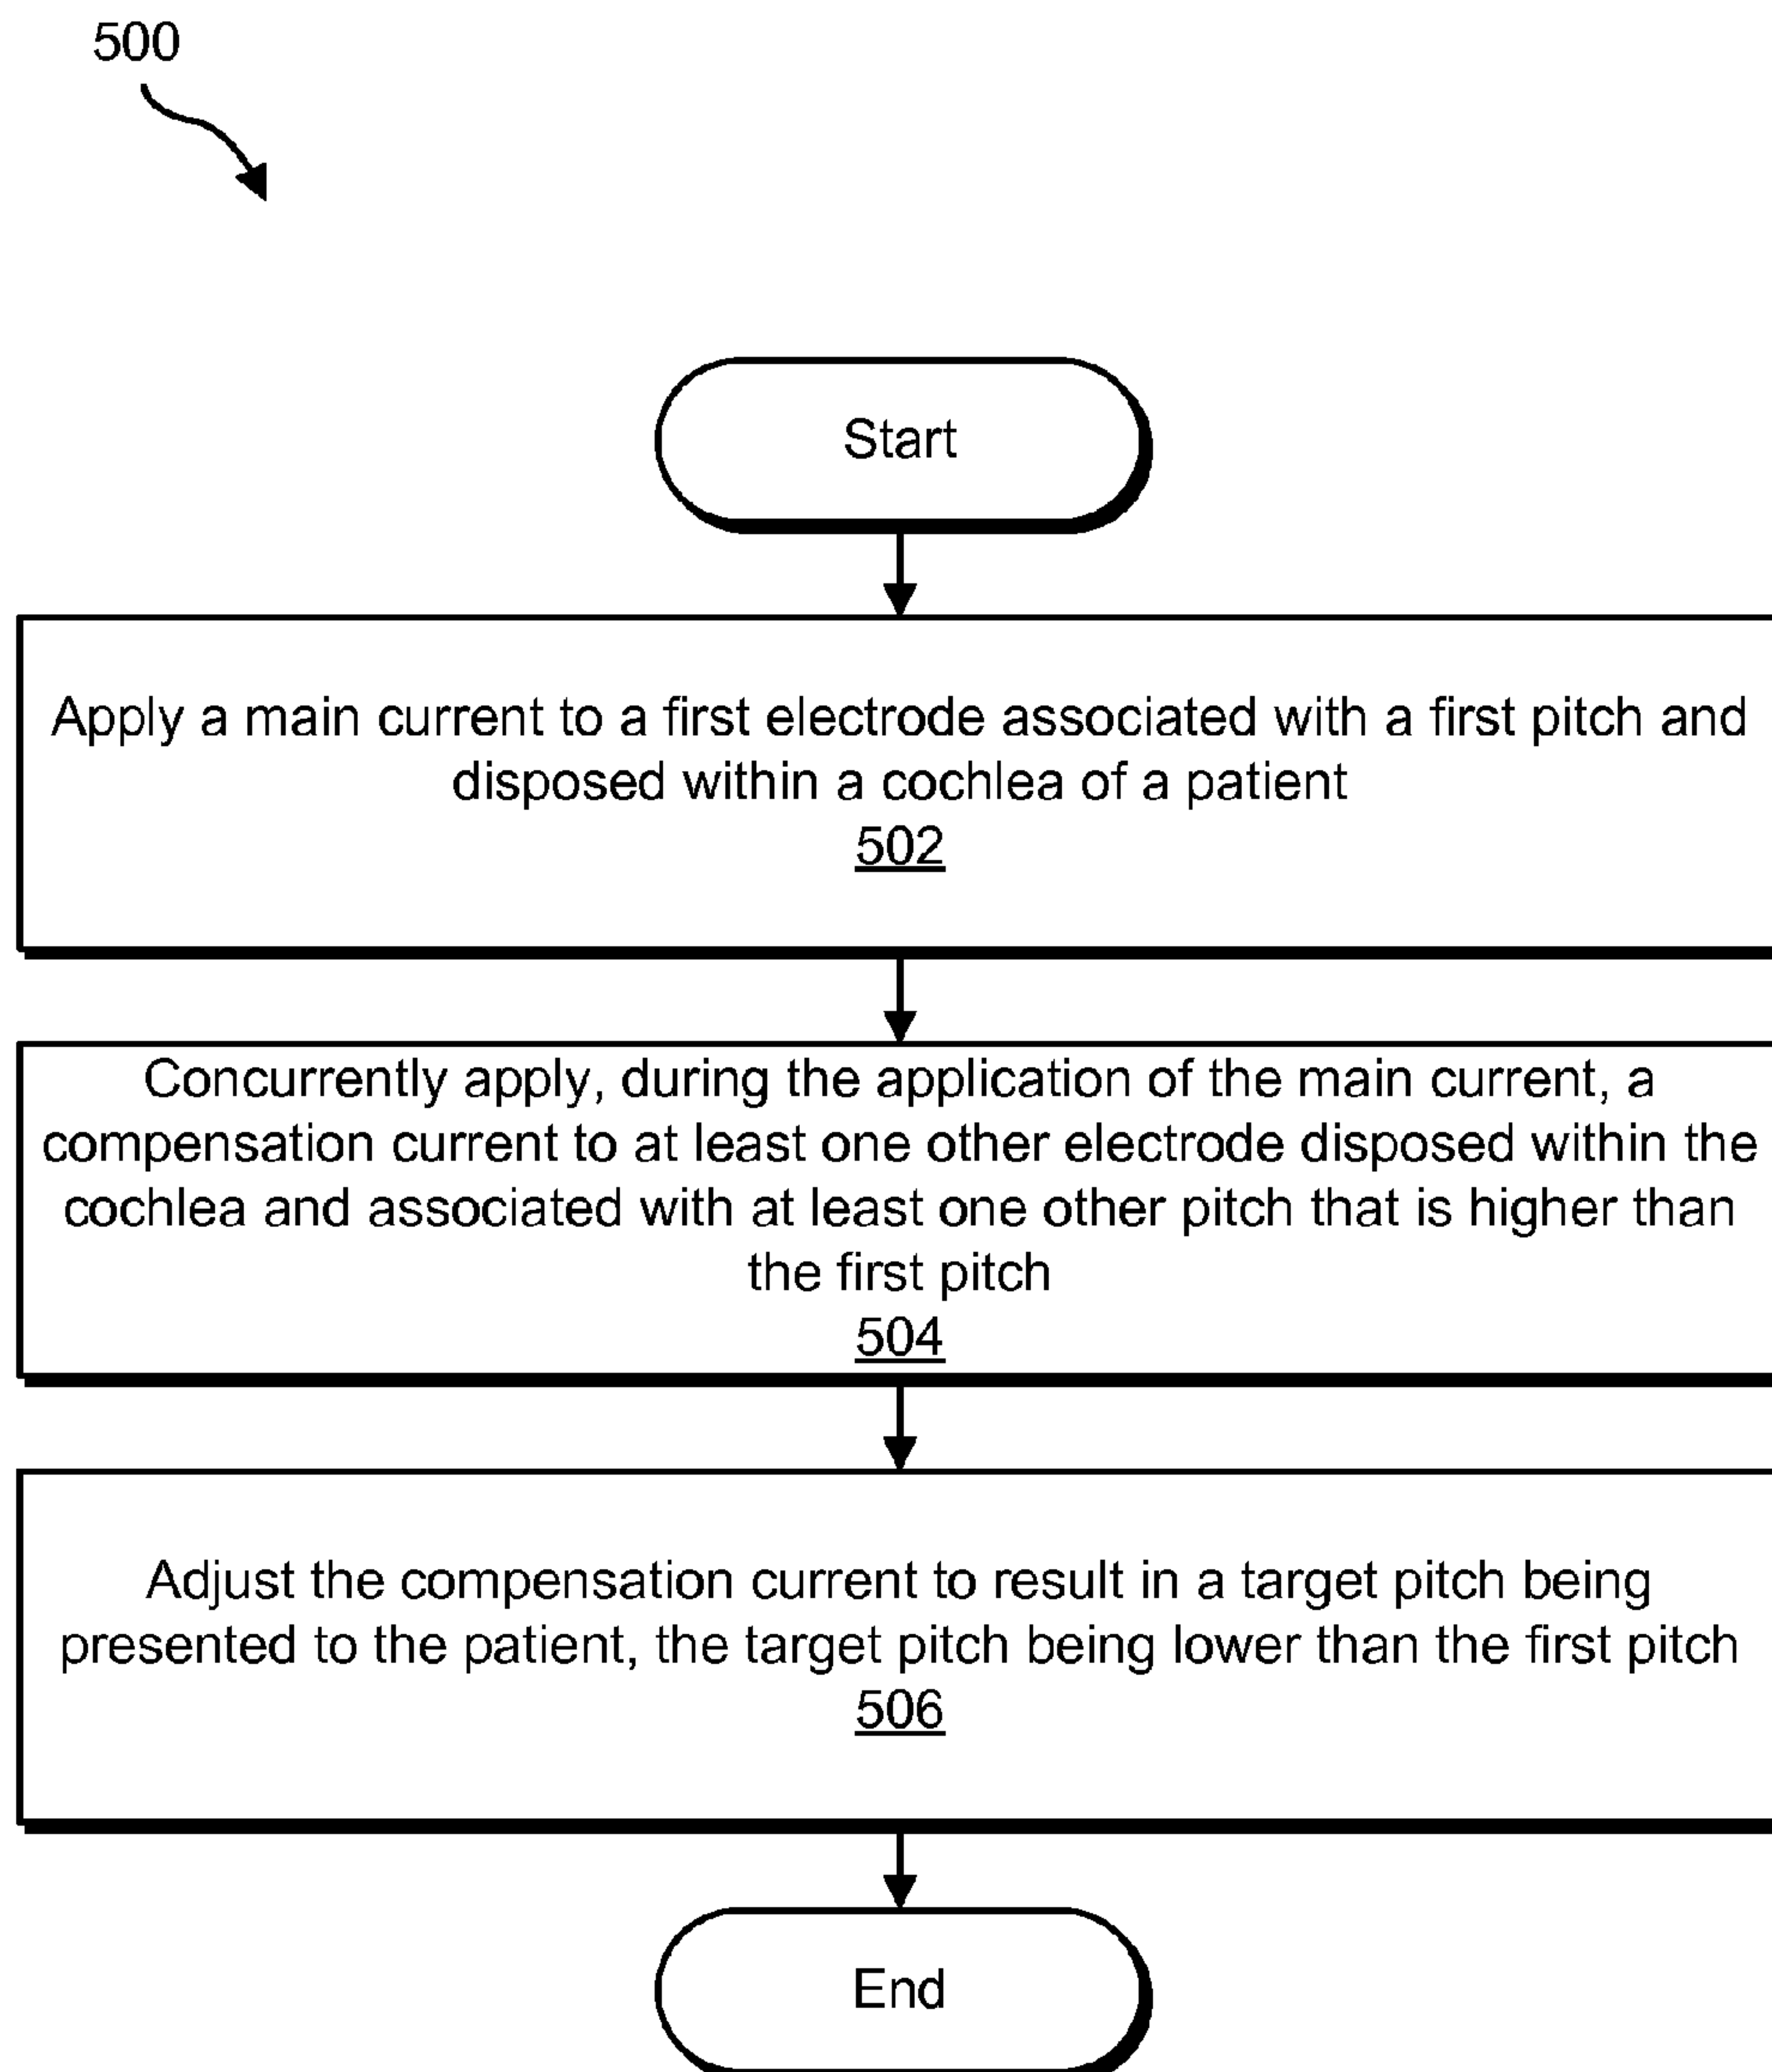 500
Start
Apply a main current to a first electrode associated with a first pitch and
disposed within a cochlea of a patient
502
Concurrently apply, during the application of the main current, a
compensation current to at least one other electrode disposed within the
cochlea and associated with at least one other pitch that is higher than
the first pitch
504
Adjust the compensation current to result in a target pitch being
presented to the patient, the target pitch being lower than the first pitch
506
End